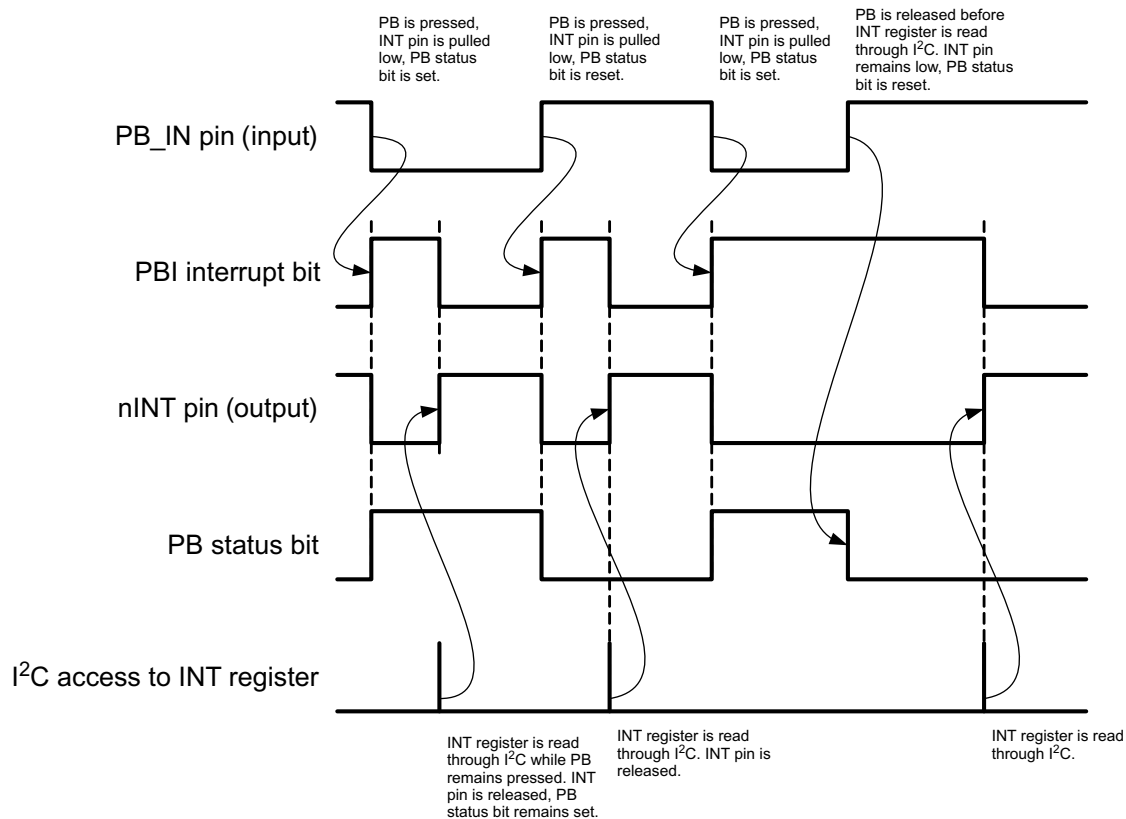 PB is pressed,
INT pin is pulled
low, PB status
bit is set.
PB is pressed,
INT pin is pulled
low, PB status
bit is reset.
PB is pressed,
INT pin is pulled
low, PB status
bit is set.
PB is released before
INT register is read
through I²C. INT pin
remains low, PB status
bit is reset.
PB_IN pin (input)
PBI interrupt bit
nINT pin (output)
PB status bit
I²C access to INT register
INT register is read
through I²C while PB
remains pressed. INT
pin is released, PB
status bit remains set.
INT register is read
through I²C. INT pin is
released.
INT register is read
through I²C.